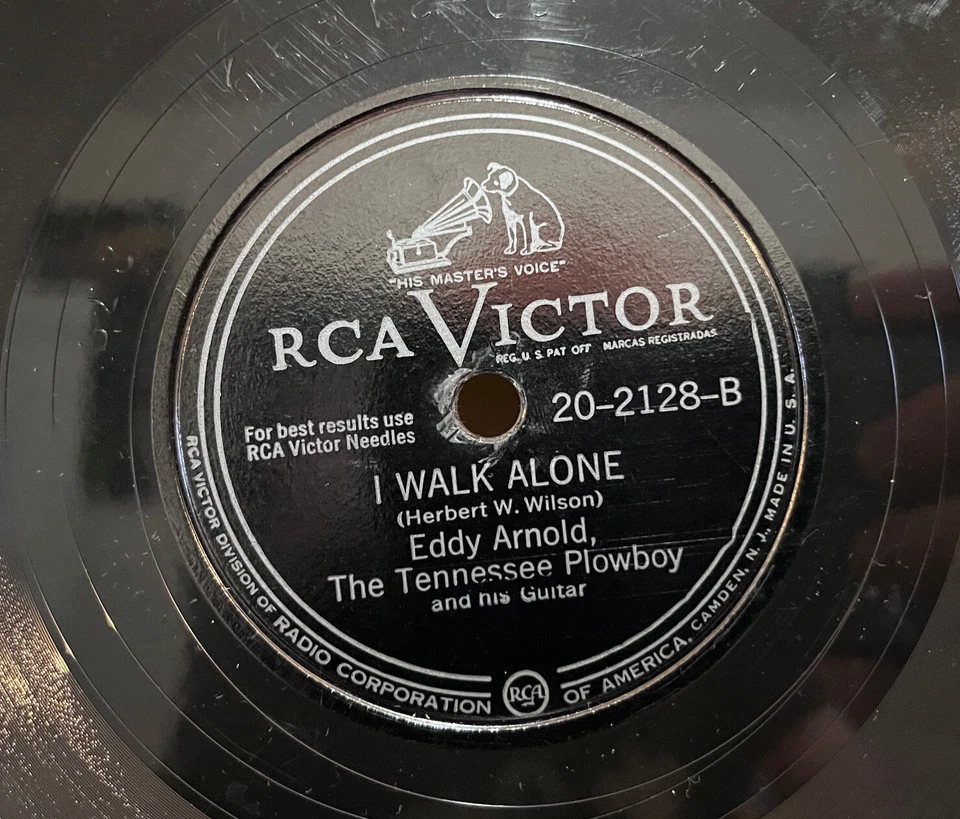 "HIS MASTER'S VOICE"
RCA VICTOR
REG. U. S. PAT OFF MARCAS REGISTRADAS
20-2128-B
For best results use
RCA Victor Needles
I WALK ALONE
(Herbert W. Wilson)
Eddy Arnold,
The Tennessee Plowboy
and his Guitar
RCA VICTOR DIVISION OF RADIO CORPORATION RCA OF AMERICA, CAMDEN, N. J., MADE IN U. S. A.